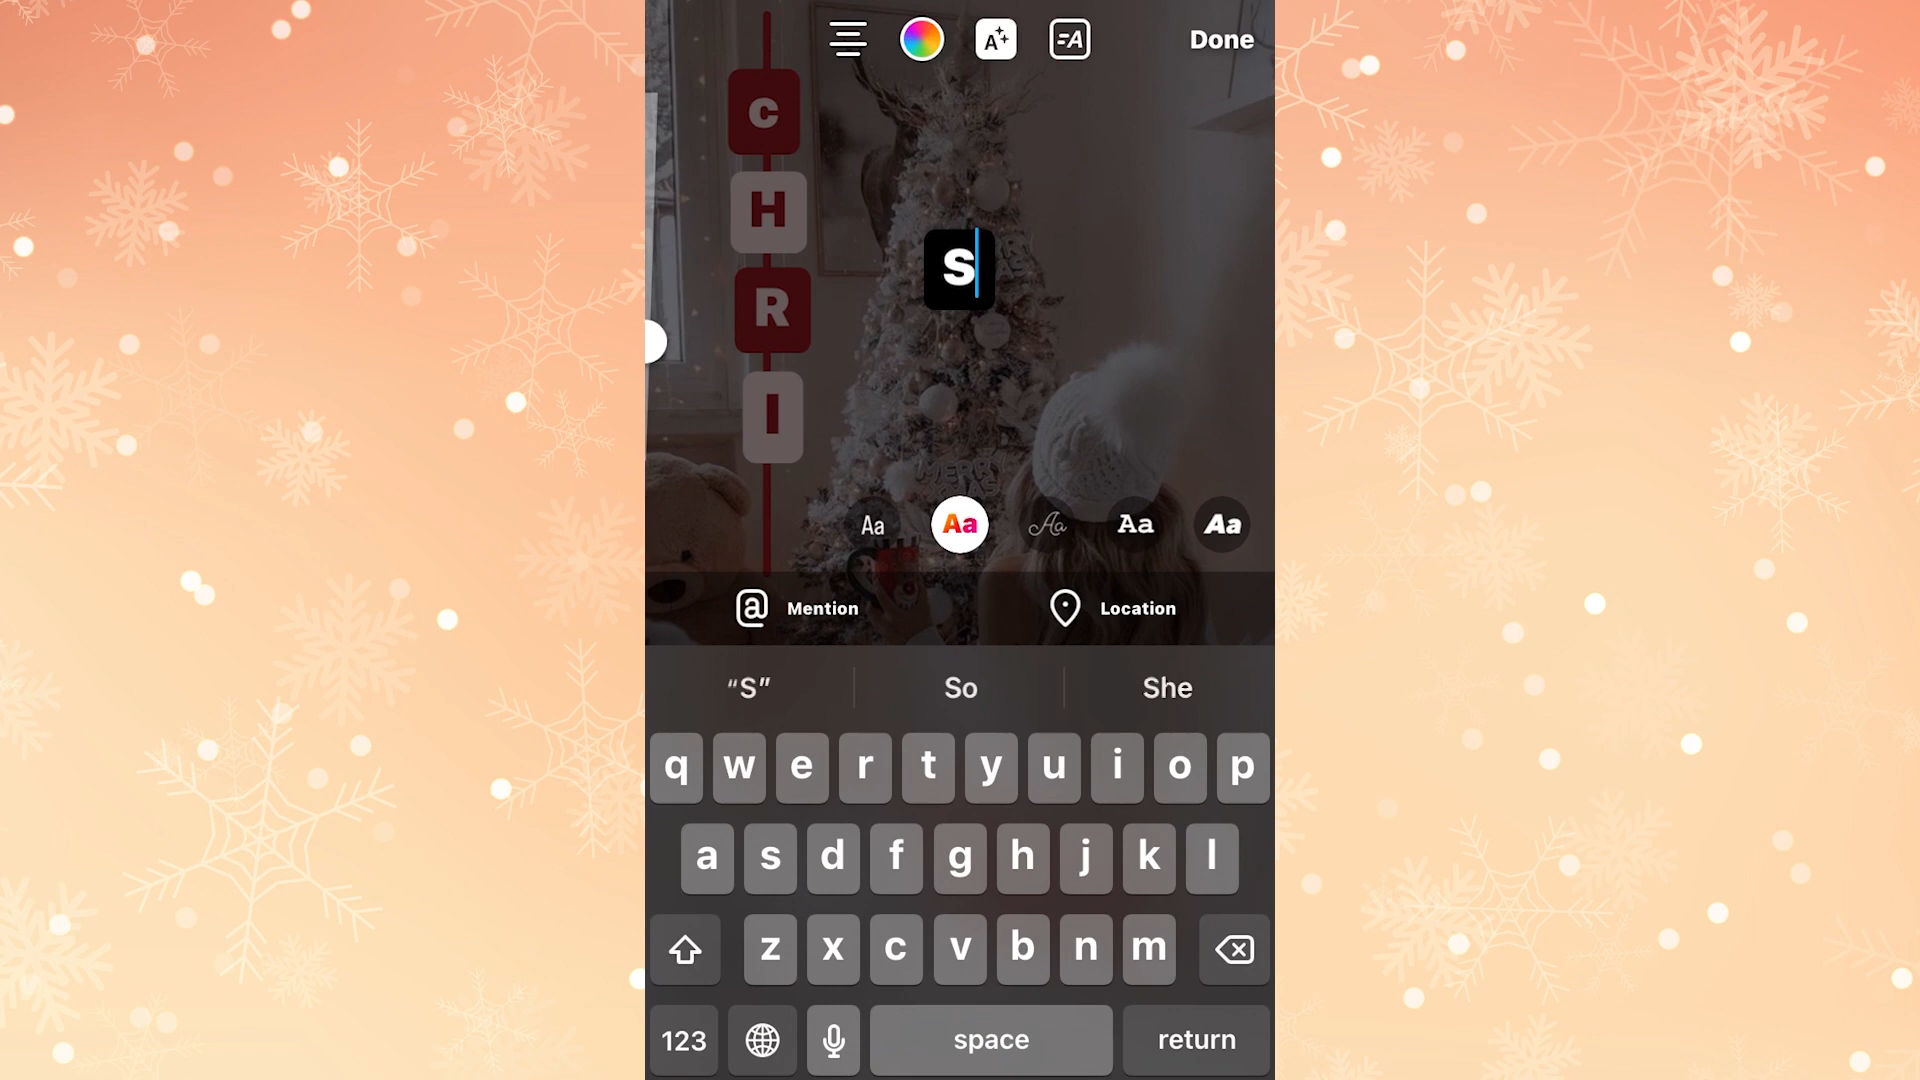 Done
C
H
R
I
S
Aa Aa Aa Aa Aa
Mention Location
“S” So She
q w e r t y u i o p
a s d f g h j k l
z x c v b n m
123 space return